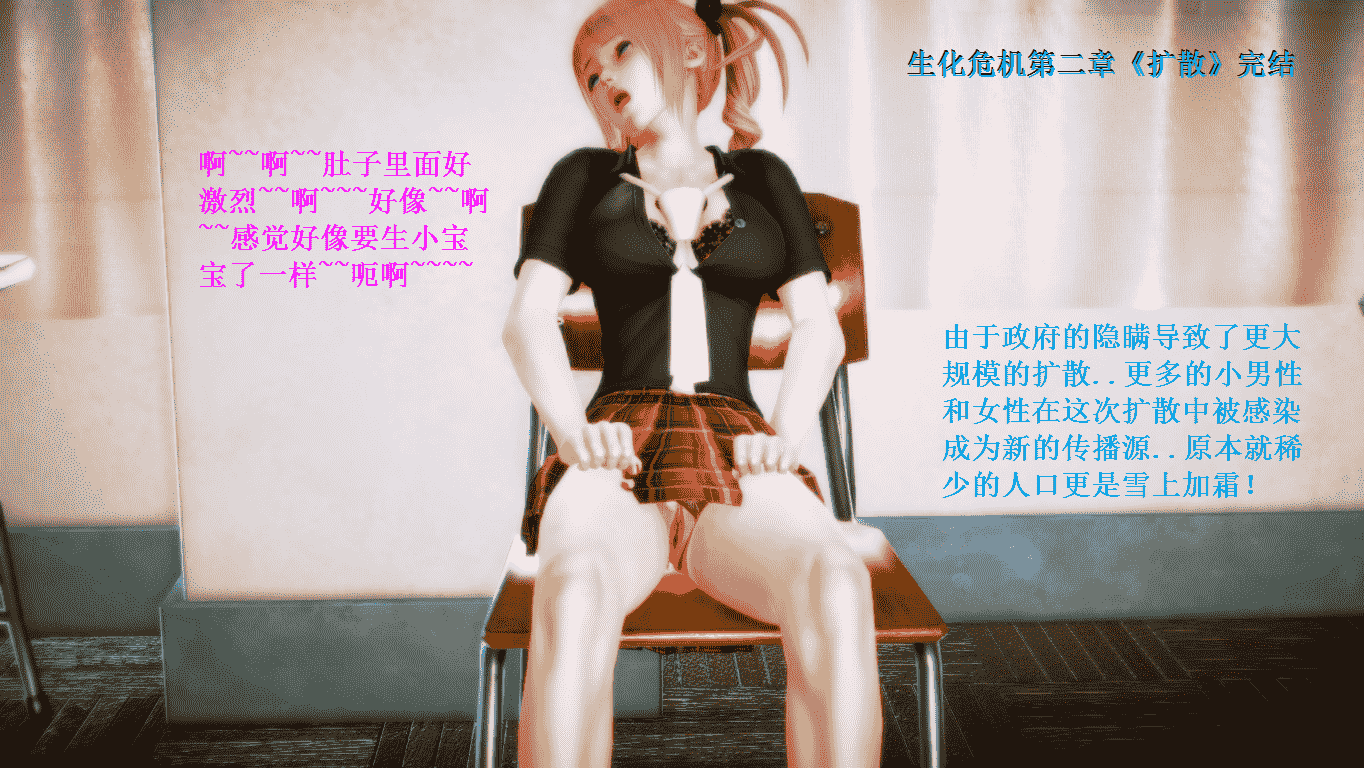 生化危机第二章《扩散》完结
啊~~啊~~肚子里面好
激烈~~啊~~~好像~~啊
~~感觉好像要生小宝
宝了一样~~呃啊~~~~
由于政府的隐瞒导致了更大
规模的扩散..更多的小男性
和女性在这次扩散中被感染
成为新的传播源..原本就稀
少的人口更是雪上加霜！